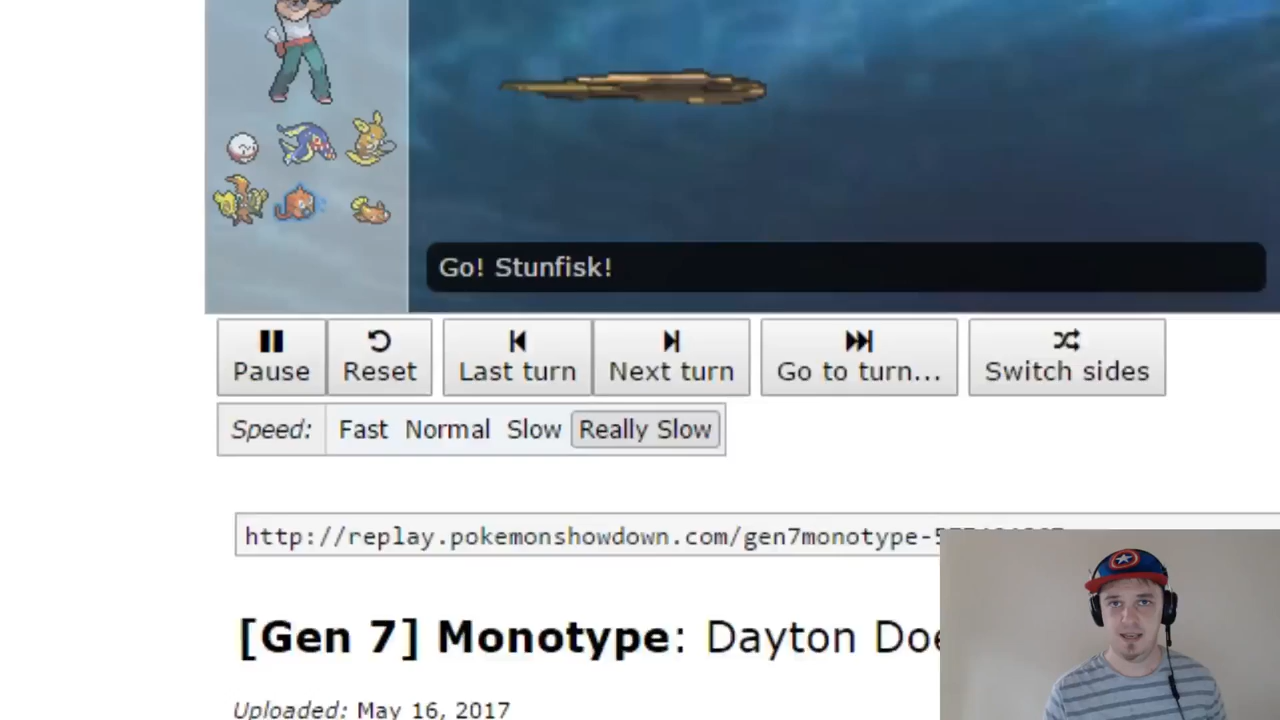 Go! Stunfisk!
Pause Reset Last turn Next turn Go to turn... Switch sides
Speed: Fast Normal Slow Really Slow
http://replay.pokemonshowdown.com/gen7monotype-
[Gen 7] Monotype: Dayton
Uploaded: May 16, 2017